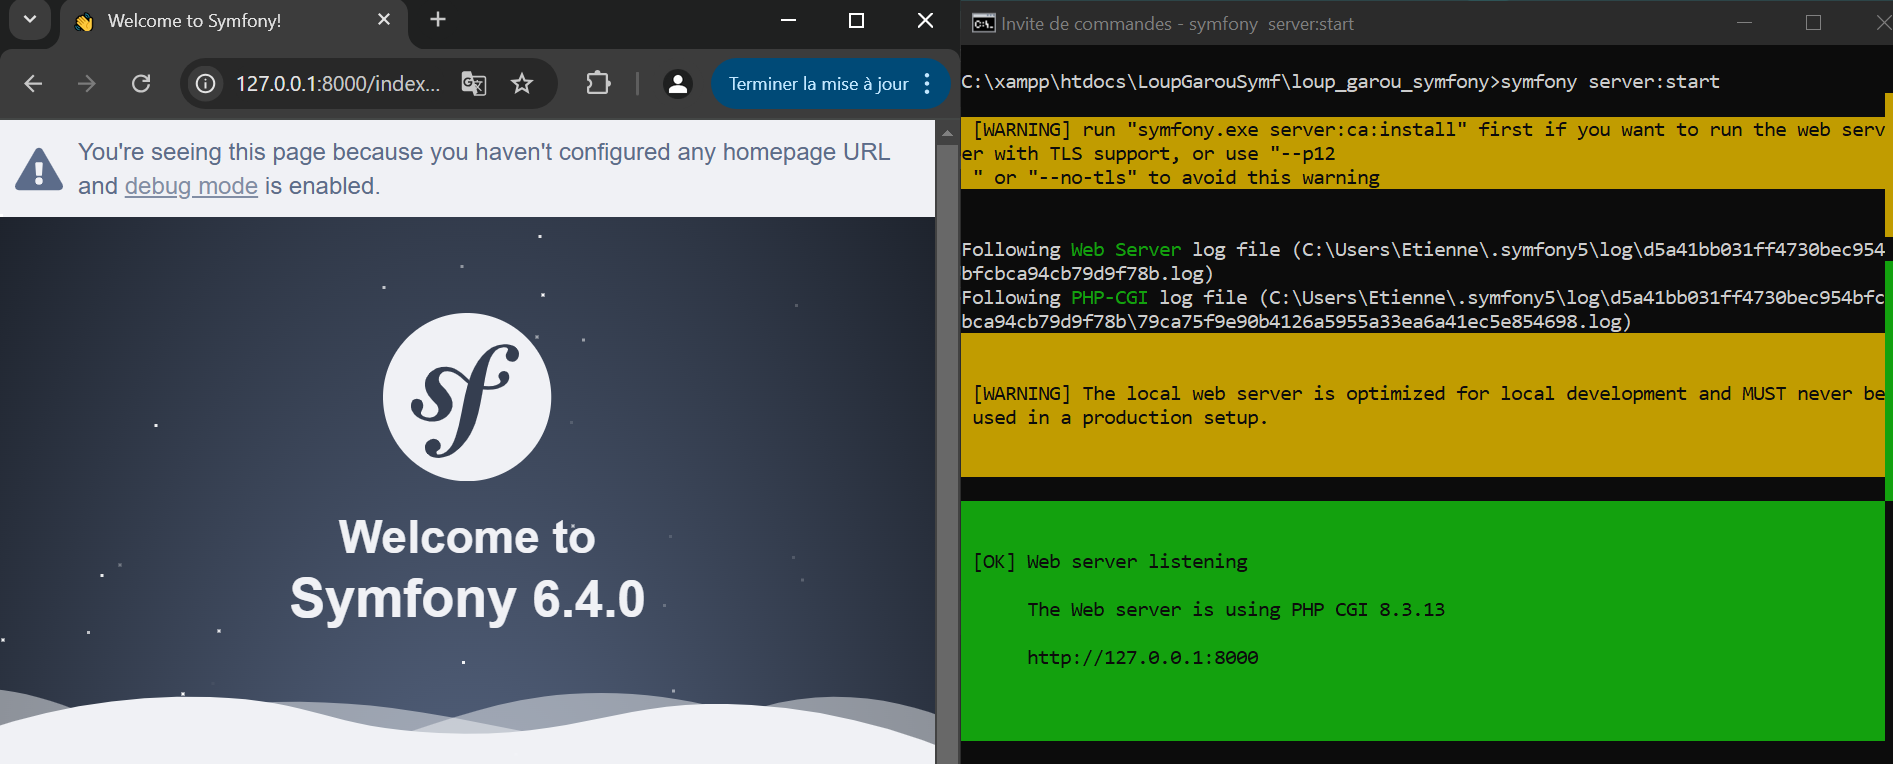 Welcome to Symfony!
127.0.0.1:8000/index...
Terminer la mise à jour
You're seeing this page because you haven't configured any homepage URL
and debug mode is enabled.
sf
Welcome to
Symfony 6.4.0
Invite de commandes - symfony  server:start
C:\xampp\htdocs\LoupGarouSymf\loup_garou_symfony>symfony server:start
[WARNING] run "symfony.exe server:ca:install" first if you want to run the web serv
er with TLS support, or use "--p12
" or "--no-tls" to avoid this warning
Following Web Server log file (C:\Users\Etienne\.symfony5\log\d5a41bb031ff4730bec954
bfcbca94cb79d9f78b.log)
Following PHP-CGI log file (C:\Users\Etienne\.symfony5\log\d5a41bb031ff4730bec954bfc
bca94cb79d9f78b\79ca75f9e90b4126a5955a33ea6a41ec5e854698.log)
[WARNING] The local web server is optimized for local development and MUST never be
used in a production setup.
[OK] Web server listening
The Web server is using PHP CGI 8.3.13
http://127.0.0.1:8000